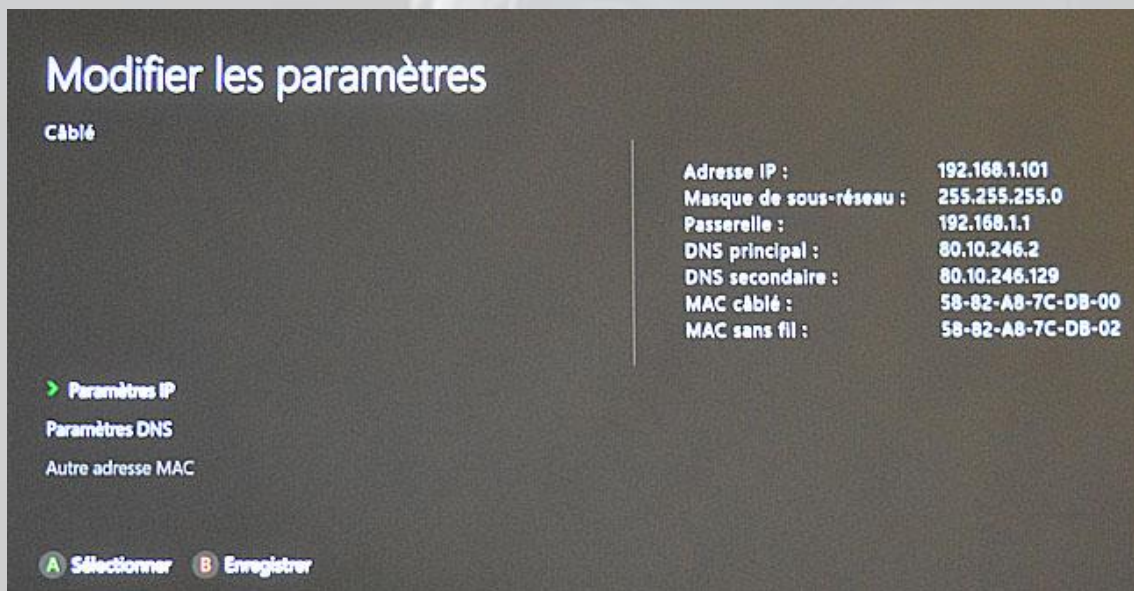 Modifier les paramètres
Câblé
Adresse IP : 192.168.1.101
Masque de sous-réseau : 255.255.255.0
Passerelle : 192.168.1.1
DNS principal : 80.10.246.2
DNS secondaire : 80.10.246.129
MAC câblé : 58-82-A8-7C-DB-00
MAC sans fil : 58-82-A8-7C-DB-02
> Paramètres IP
Paramètres DNS
Autre adresse MAC
A Sélectionner B Enregistrer